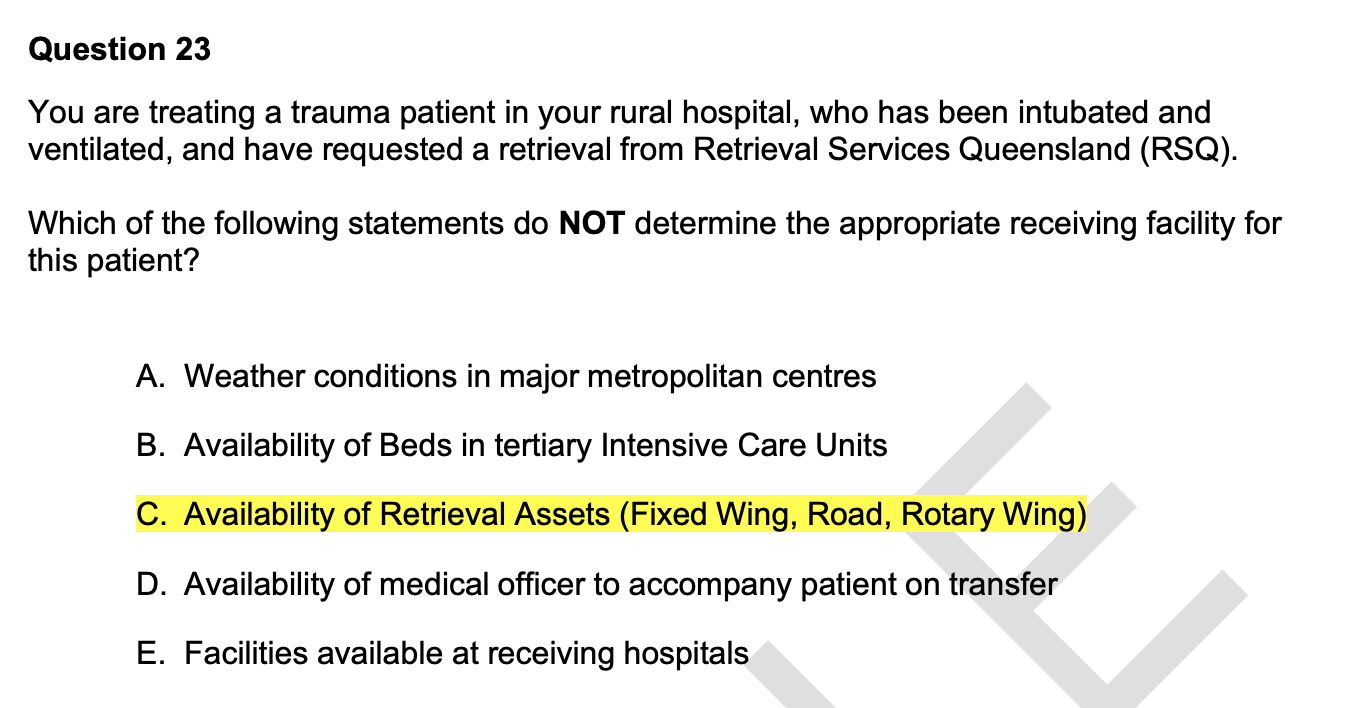 Question 23
You are treating a trauma patient in your rural hospital, who has been intubated and
ventilated, and have requested a retrieval from Retrieval Services Queensland (RSQ).
Which of the following statements do NOT determine the appropriate receiving facility for
this patient?
A. Weather conditions in major metropolitan centres
B. Availability of Beds in tertiary Intensive Care Units
C. Availability of Retrieval Assets (Fixed Wing, Road, Rotary Wing)
D. Availability of medical officer to accompany patient on transfer
E. Facilities available at receiving hospitals